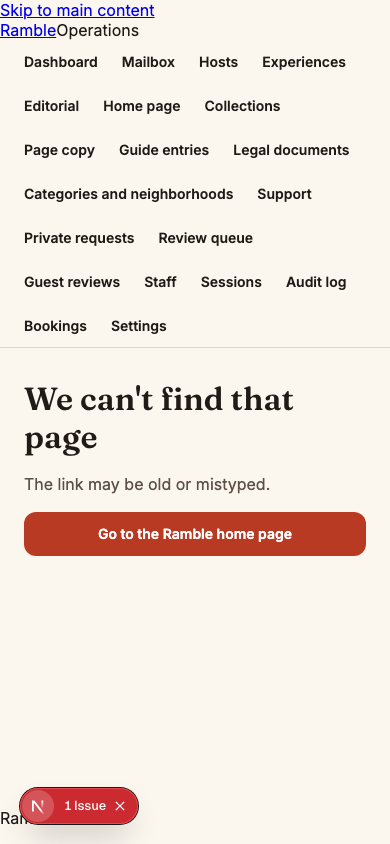 Skip to main content
RambleOperations
Dashboard Mailbox Hosts Experiences
Editorial Home page Collections
Page copy Guide entries Legal documents
Categories and neighborhoods Support
Private requests Review queue
Guest reviews Staff Sessions Audit log
Bookings Settings
We can't find that
page
The link may be old or mistyped.
Go to the Ramble home page
N 1 Issue